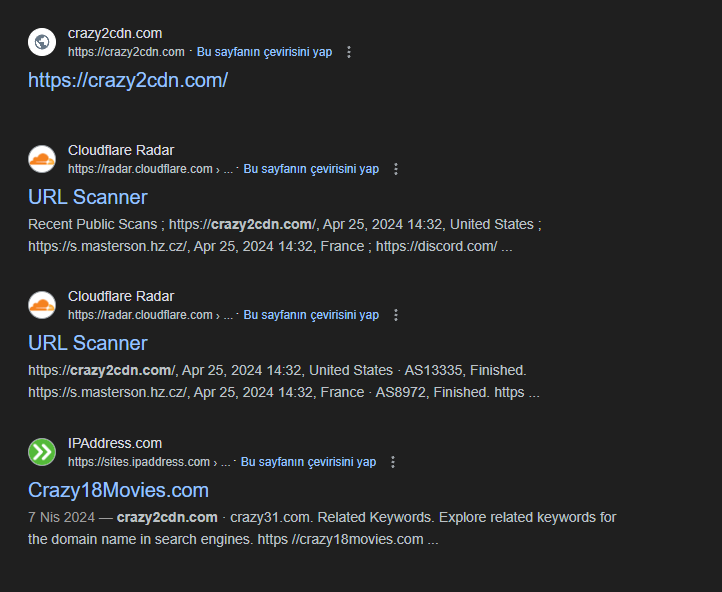 crazy2cdn.com
https://crazy2cdn.com · Bu sayfanın çevirisini yap
https://crazy2cdn.com/
Cloudflare Radar
https://radar.cloudflare.com › ... · Bu sayfanın çevirisini yap
URL Scanner
Recent Public Scans ; https://crazy2cdn.com/, Apr 25, 2024 14:32, United States ;
https://s.masterson.hz.cz/, Apr 25, 2024 14:32, France ; https://discord.com/ ...
Cloudflare Radar
https://radar.cloudflare.com › ... · Bu sayfanın çevirisini yap
URL Scanner
https://crazy2cdn.com/, Apr 25, 2024 14:32, United States · AS13335, Finished.
https://s.masterson.hz.cz/, Apr 25, 2024 14:32, France · AS8972, Finished. https ...
IPAddress.com
https://sites.ipaddress.com › ... · Bu sayfanın çevirisini yap
Crazy18Movies.com
7 Nis 2024 — crazy2cdn.com · crazy31.com. Related Keywords. Explore related keywords for
the domain name in search engines. https //crazy18movies.com ...